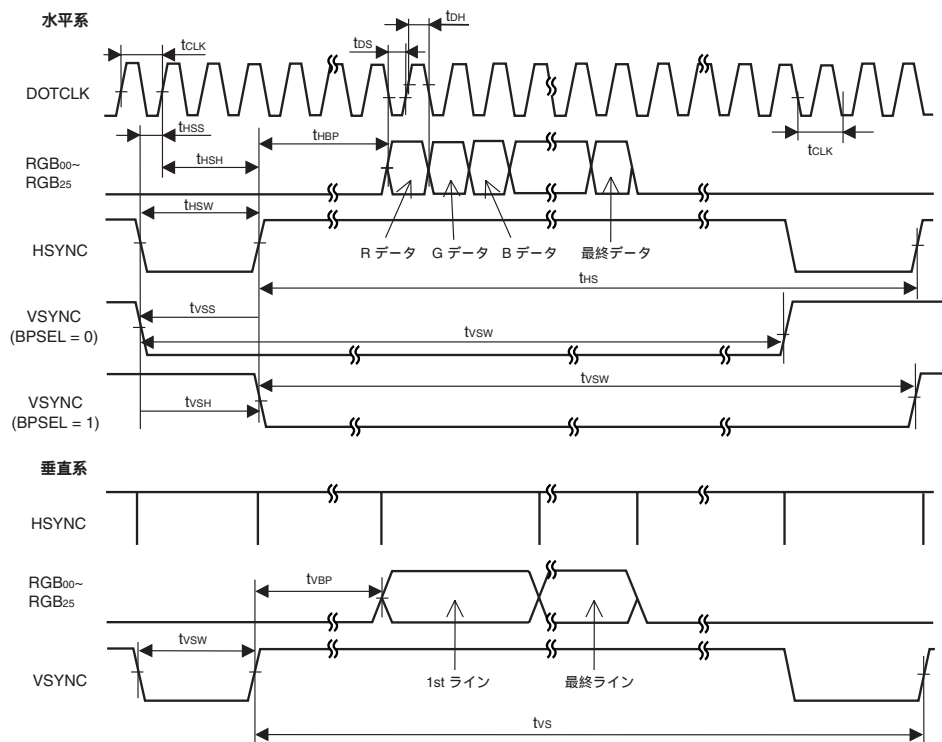 水平系
tDH
tDS
tCLK
DOTCLK
tHSS
tHBP
tHSH
tCLK
RGB00~
RGB25
tHSW
HSYNC
R データ G データ B データ 最終データ
tHS
VSYNC
(BPSEL = 0)
tVSS
tVSW
VSYNC
(BPSEL = 1)
tVSW
tVSH
垂直系
HSYNC
RGB00~
RGB25
tVBP
tVSW
VSYNC
1st ライン 最終ライン
tVS